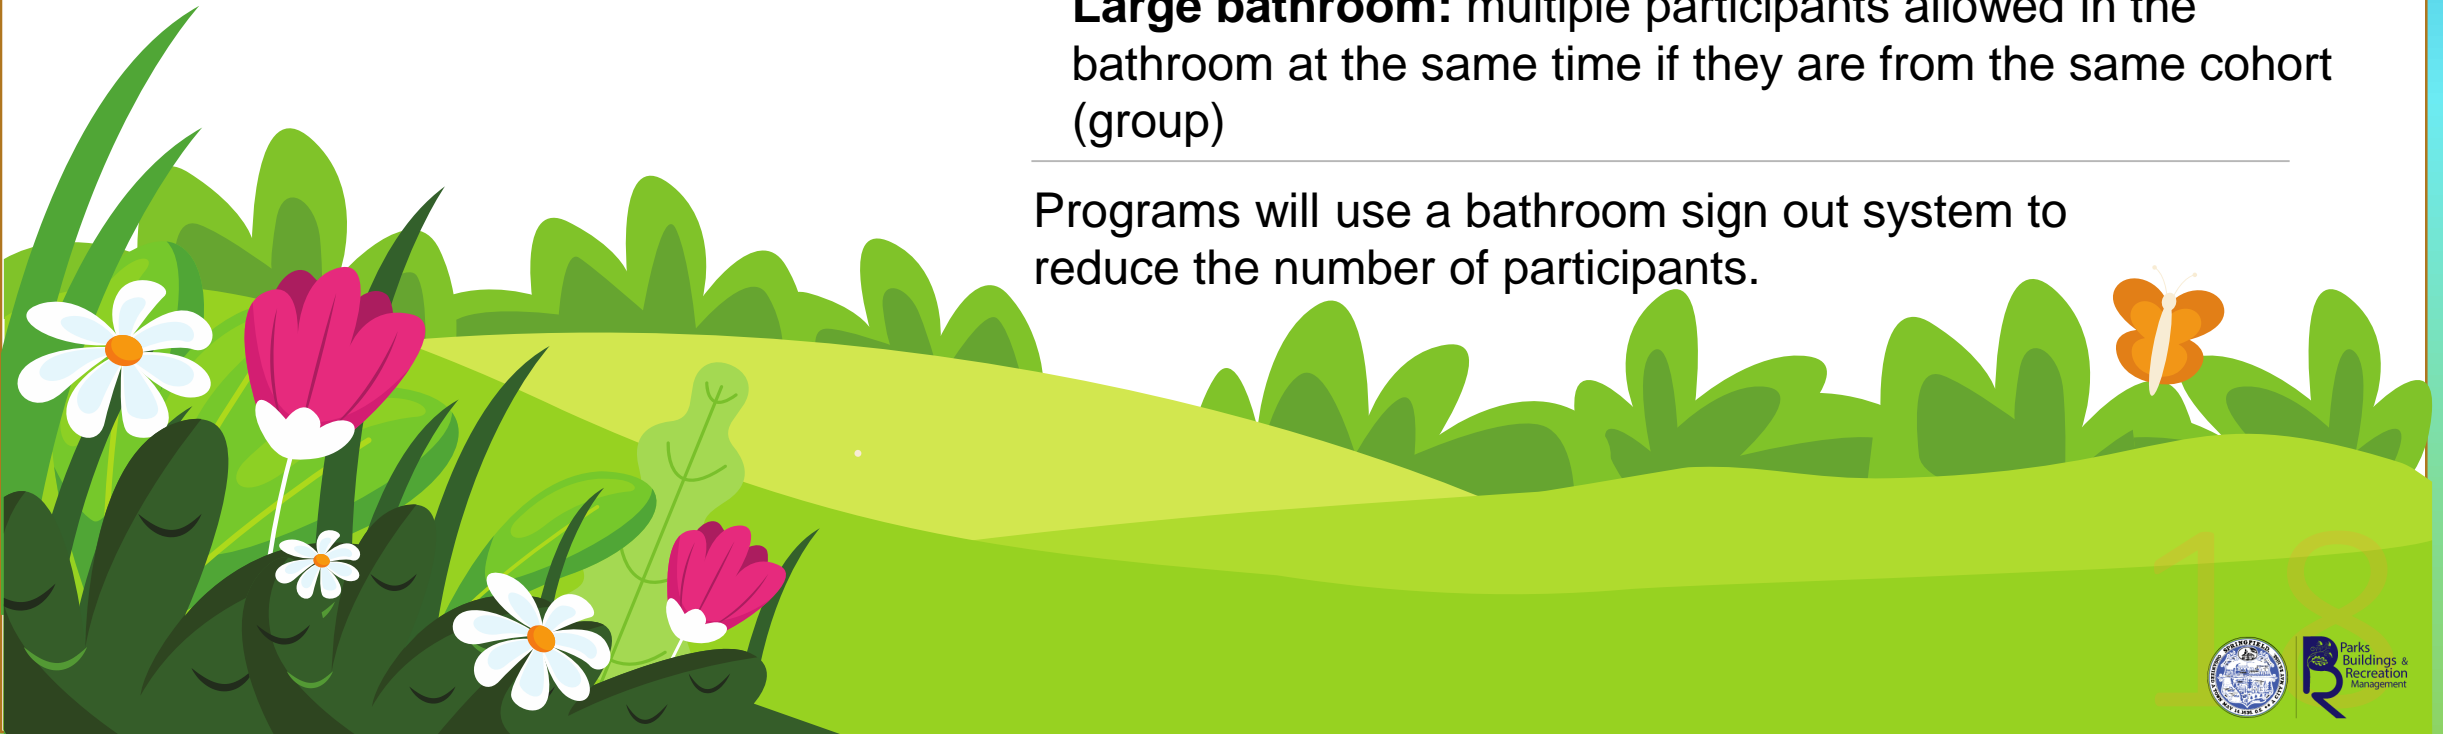 Large bathroom: multiple participants allowed in the
bathroom at the same time if they are from the same cohort
(group)
Programs will use a bathroom sign out system to
reduce the number of participants.
18
SPRINGFIELD
Parks
Buildings &
Recreation
Management